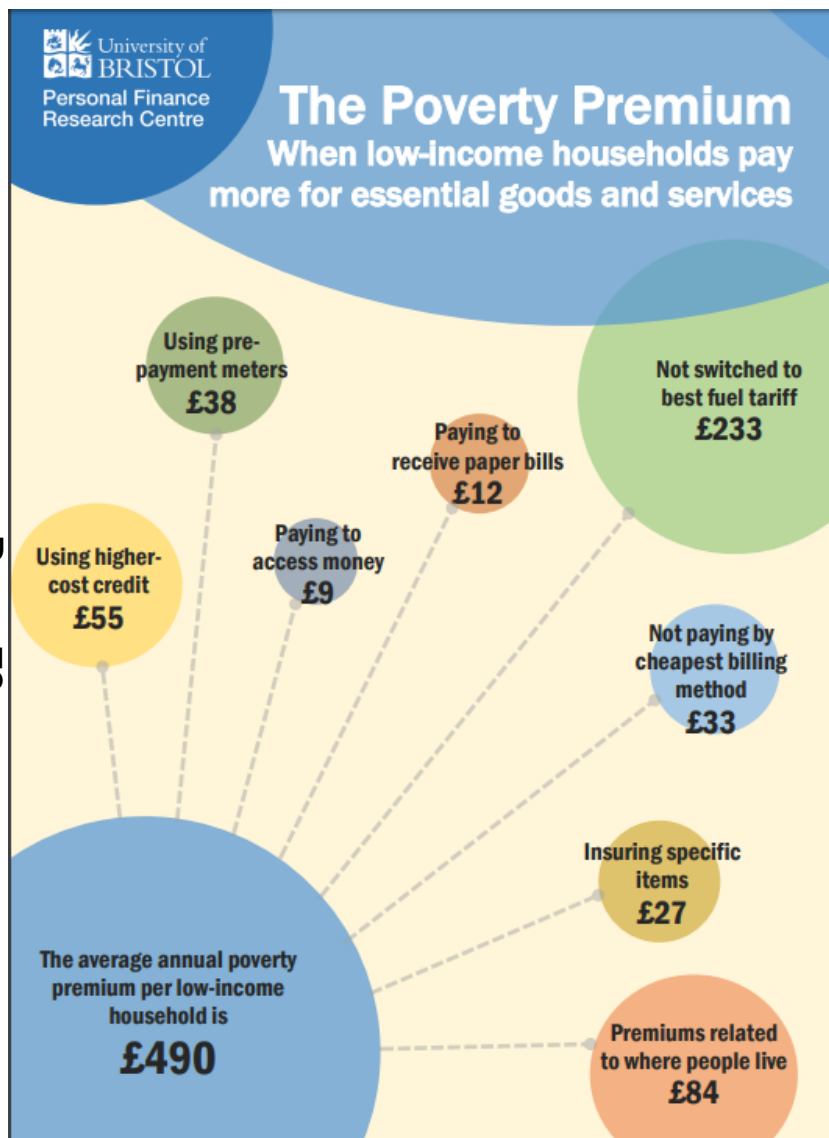 University of
BRISTOL
Personal Finance
Research Centre
The Poverty Premium
When low-income households pay
more for essential goods and services
Using pre-
payment meters
£38
Not switched to
best fuel tariff
£233
Paying to
receive paper bills
£12
Using higher-
cost credit
£55
Paying to
access money
£9
Not paying by
cheapest billing
method
£33
Insuring specific
items
£27
The average annual poverty
premium per low-income
household is
£490
Premiums related
to where people live
£84